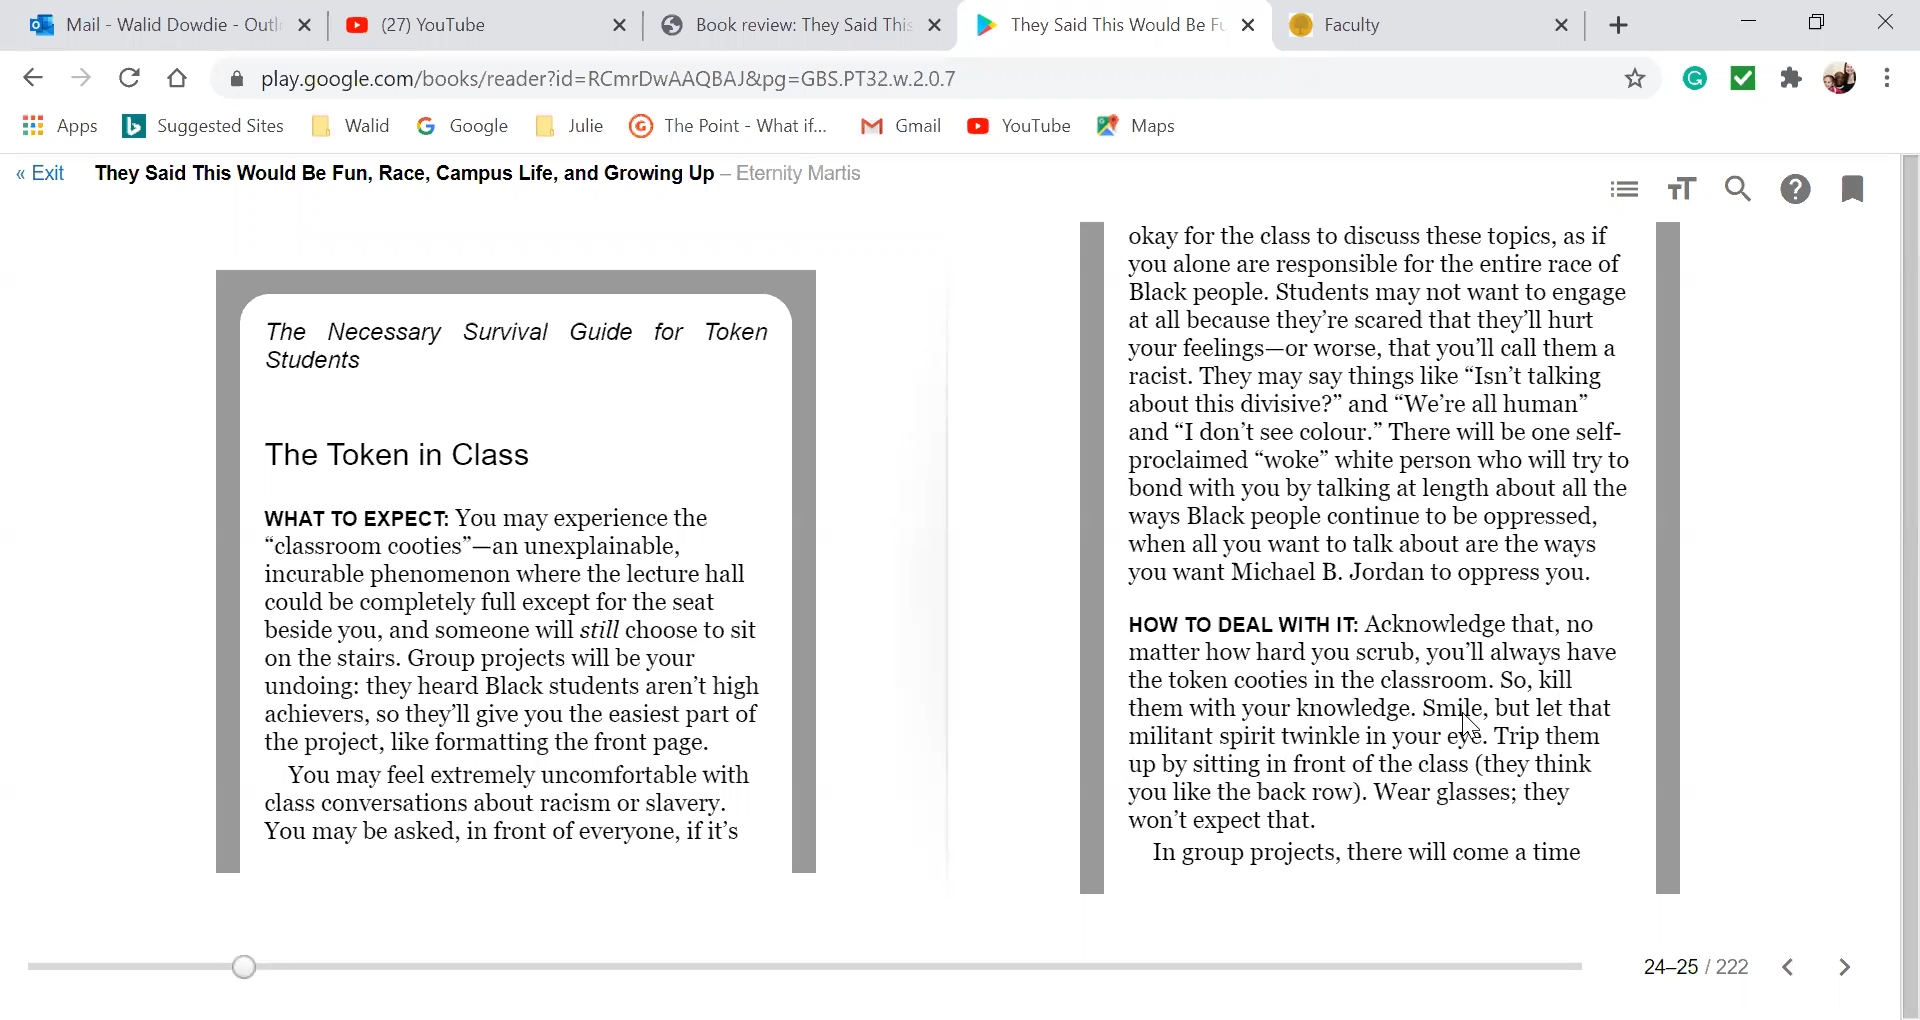 Mail - Walid Dowdie - Outl
(27) YouTube
Book review: They Said This
They Said This Would Be Fu
Faculty
play.google.com/books/reader?id=RCmrDwAAQBAJ&pg=GBS.PT32.w.2.0.7
Apps
Suggested Sites
Walid
Google
Julie
The Point - What if...
Gmail
YouTube
Maps
« Exit
They Said This Would Be Fun, Race, Campus Life, and Growing Up – Eternity Martis
The Necessary Survival Guide for Token
Students
The Token in Class
WHAT TO EXPECT: You may experience the
“classroom cooties”—an unexplainable,
incurable phenomenon where the lecture hall
could be completely full except for the seat
beside you, and someone will still choose to sit
on the stairs. Group projects will be your
undoing: they heard Black students aren’t high
achievers, so they’ll give you the easiest part of
the project, like formatting the front page.
You may feel extremely uncomfortable with
class conversations about racism or slavery.
You may be asked, in front of everyone, if it’s
okay for the class to discuss these topics, as if
you alone are responsible for the entire race of
Black people. Students may not want to engage
at all because they’re scared that they’ll hurt
your feelings—or worse, that you’ll call them a
racist. They may say things like “Isn’t talking
about this divisive?” and “We’re all human”
and “I don’t see colour.” There will be one self-
proclaimed “woke” white person who will try to
bond with you by talking at length about all the
ways Black people continue to be oppressed,
when all you want to talk about are the ways
you want Michael B. Jordan to oppress you.
HOW TO DEAL WITH IT: Acknowledge that, no
matter how hard you scrub, you’ll always have
the token cooties in the classroom. So, kill
them with your knowledge. Smile, but let that
militant spirit twinkle in your eye. Trip them
up by sitting in front of the class (they think
you like the back row). Wear glasses; they
won’t expect that.
In group projects, there will come a time
24–25 / 222